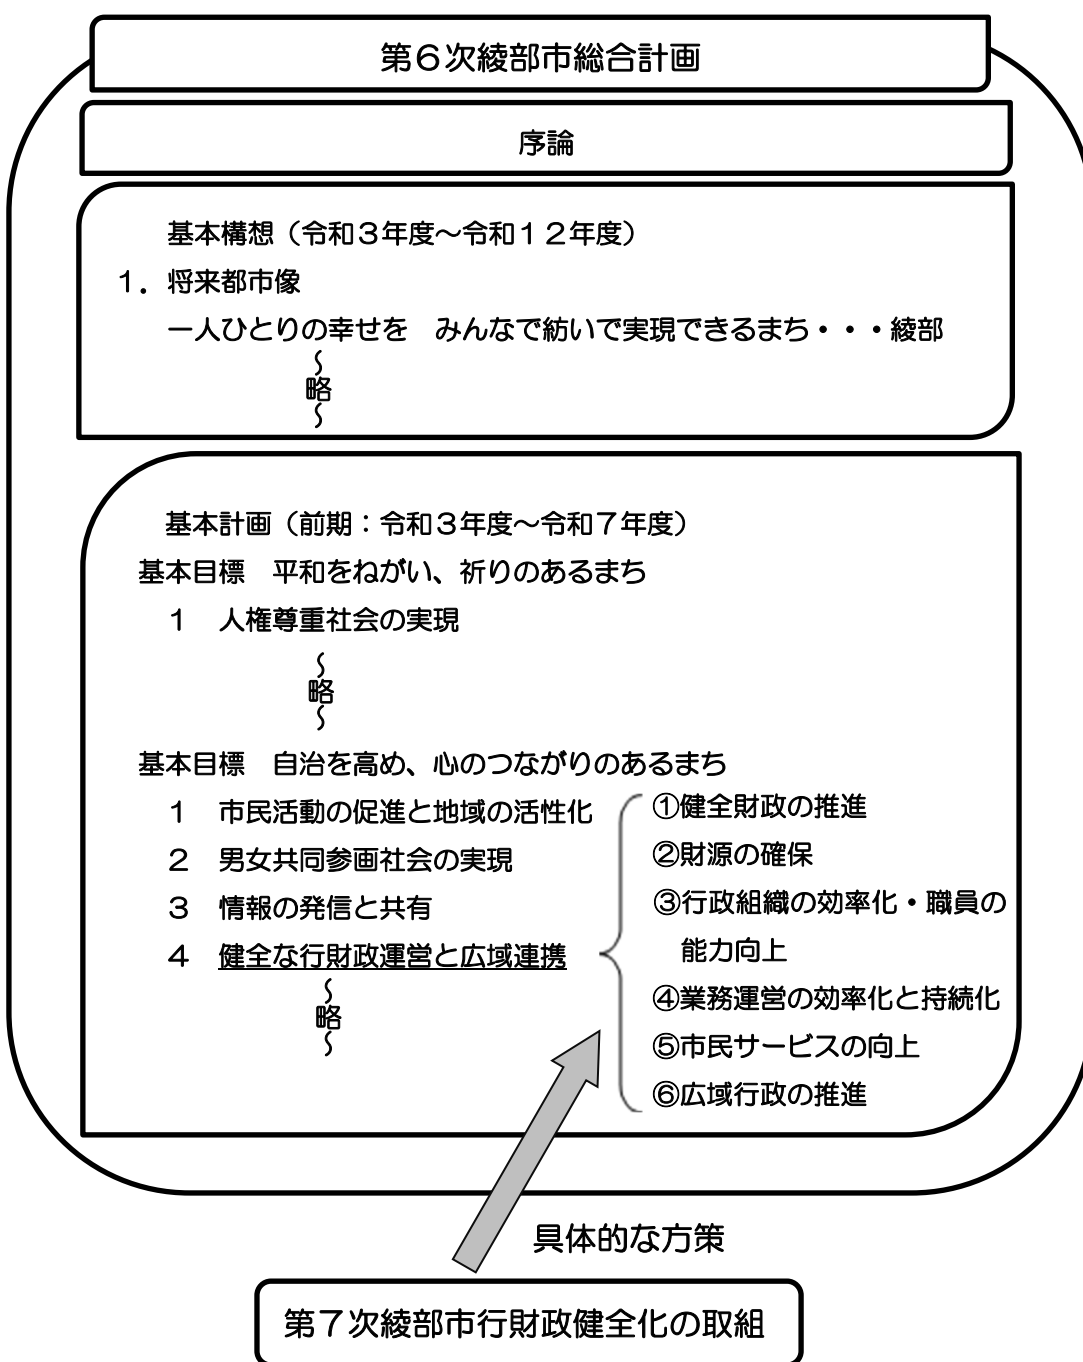 第６次綾部市総合計画
序論
基本構想（令和３年度～令和１２年度）
１．将来都市像
一人ひとりの幸せを　みんなで紡いで実現できるまち・・・綾部
～略～
基本計画（前期：令和３年度～令和７年度）
基本目標　平和をねがい、祈りのあるまち
１　人権尊重社会の実現
～略～
基本目標　自治を高め、心のつながりのあるまち
１　市民活動の促進と地域の活性化
２　男女共同参画社会の実現
３　情報の発信と共有
４　健全な行財政運営と広域連携
～略～
①健全財政の推進
②財源の確保
③行政組織の効率化・職員の
能力向上
④業務運営の効率化と持続化
⑤市民サービスの向上
⑥広域行政の推進
具体的な方策
第７次綾部市行財政健全化の取組